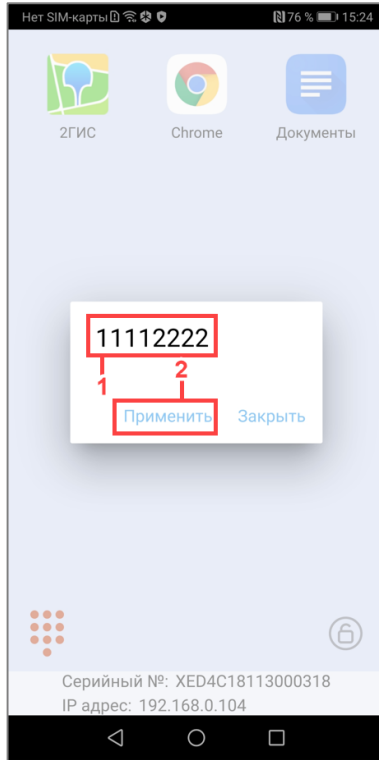 Нет SIM-карты 76 % 15:24
2ГИС Chrome Документы
11112222
1
2
Применить Закрыть
Серийный №: XED4C18113000318
IP адрес: 192.168.0.104